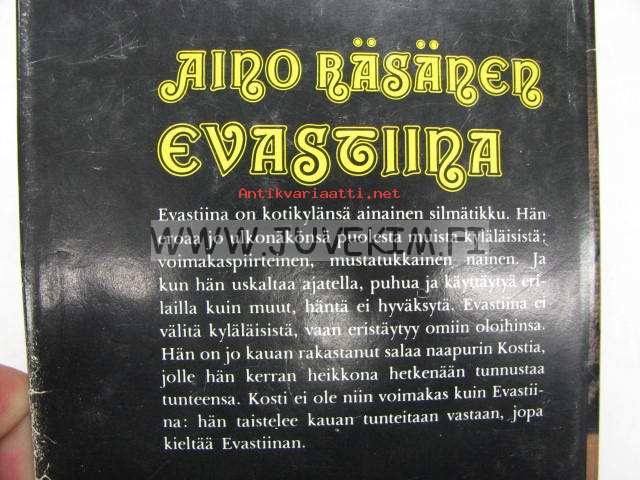 AINO RÄSÄNEN
EVASTIINA
Antikvariaatti.net
Evastiina on kotikylänsä ainainen silmätikku. Hän
eroaa jo ulkonäkönsä puolesta muista kyläläisistä:
WWW.JUVEKIM.FI
voimakaspiirteinen, mustatukkainen nainen. Ja
kun hän uskaltaa ajatella, puhua ja käyttäytyä eri-
lailla kuin muut, häntä ei hyväksytä. Evastiina ei
välitä kyläläisistä, vaan eristäytyy omiin oloihinsa.
Hän on jo kauan rakastanut salaa naapurin Kostia,
jolle hän kerran heikkona hetkenään tunnustaa
tunteensa. Kosti ei ole niin voimakas kuin Evastii-
na: hän taistelee kauan tunteitaan vastaan, jopa
kieltää Evastiinan.